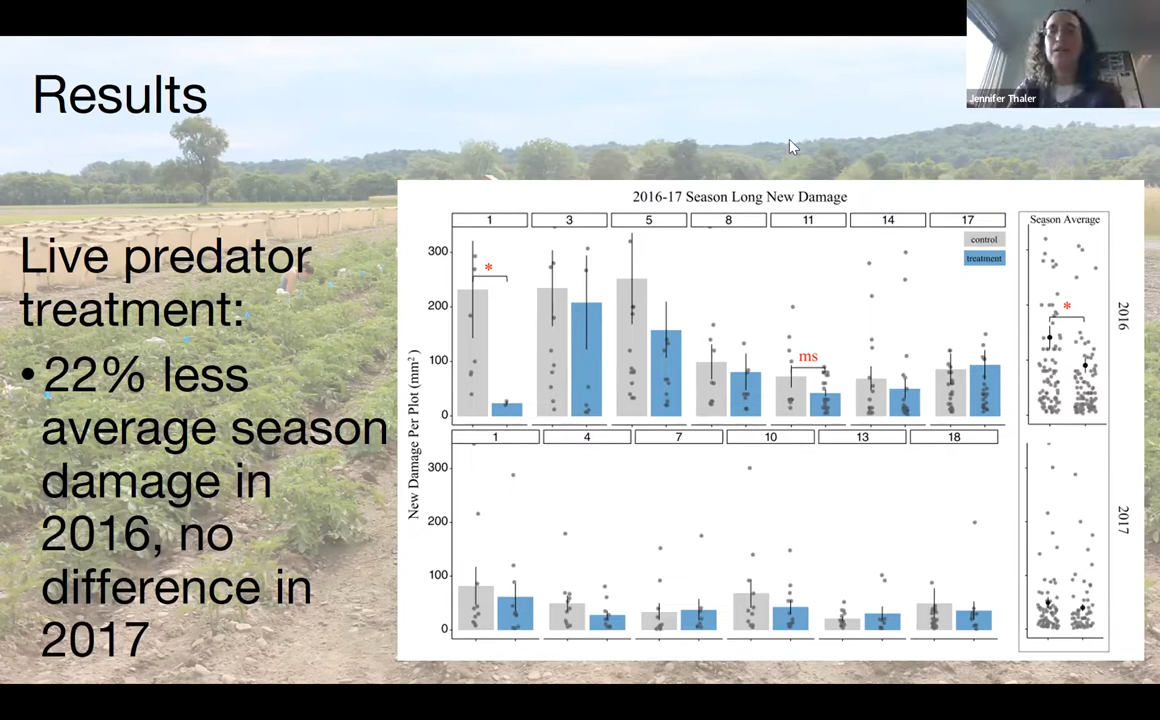 Jennifer Thaler
Results
Live predator
treatment:
•22% less
average season
damage in
2016, no
difference in
2017
2016-17 Season Long New Damage
1 3 5 8 11 14 17
Season Average
control
treatment
300
200
100
0
*
ms
*
2016
New Damage Per Plot (mm²)
1 4 7 10 13 18
300
200
100
0
2017